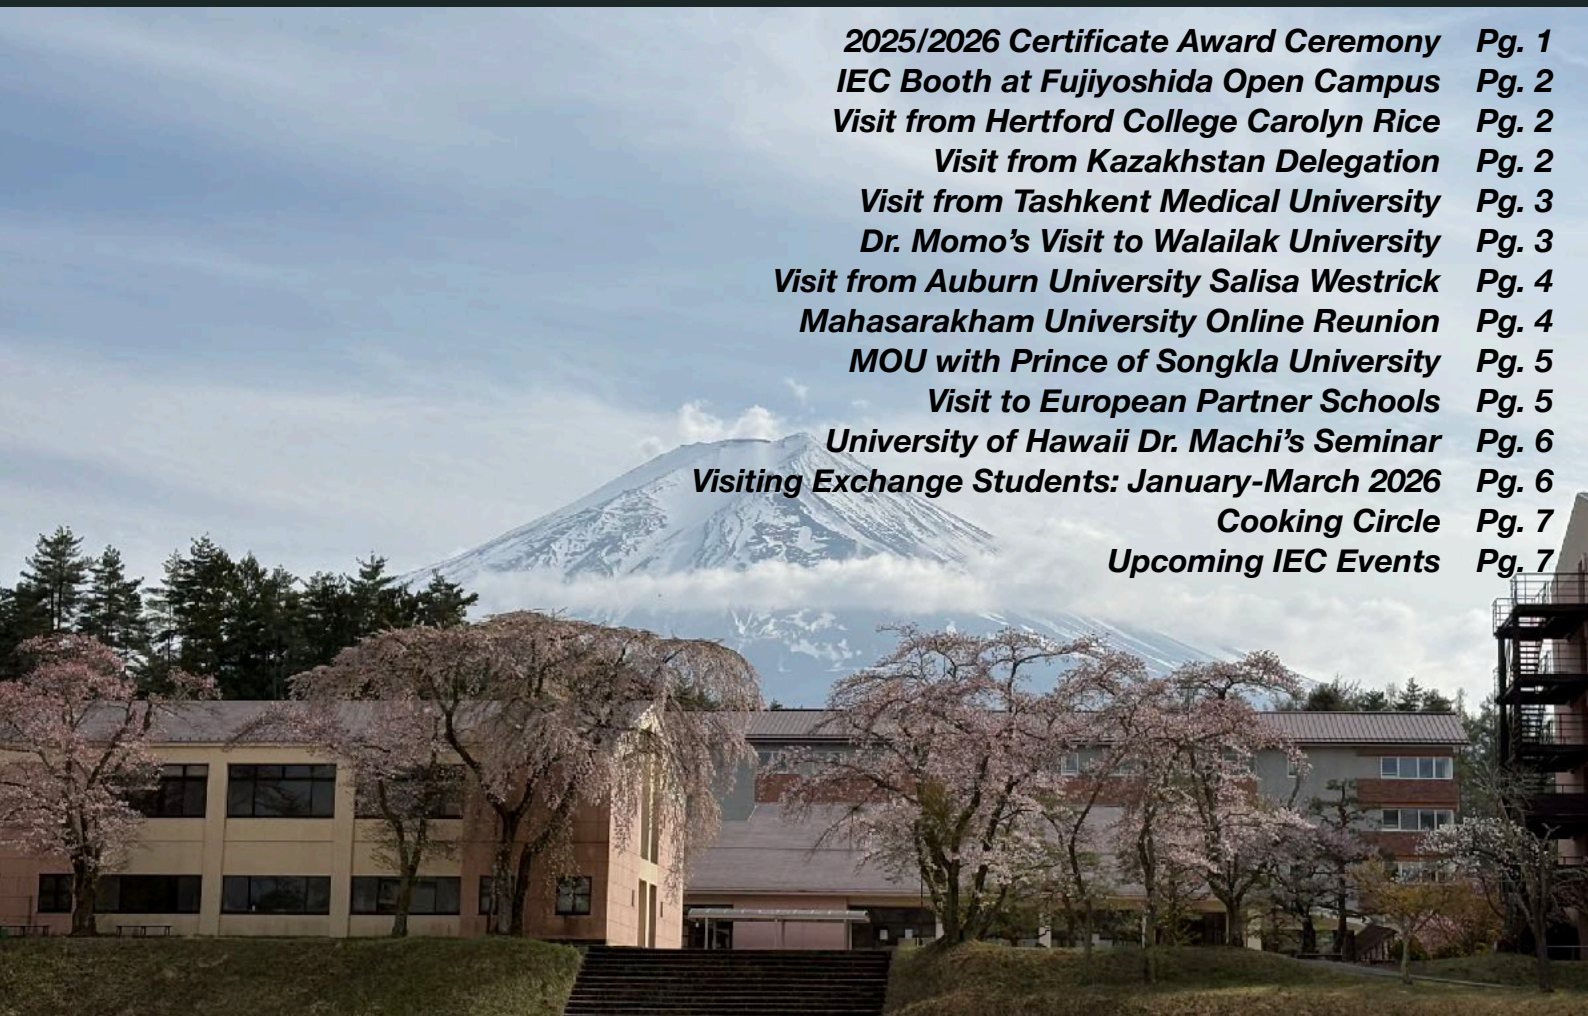 2025/2026 Certificate Award Ceremony Pg. 1
IEC Booth at Fujiyoshida Open Campus Pg. 2
Visit from Hertford College Carolyn Rice Pg. 2
Visit from Kazakhstan Delegation Pg. 2
Visit from Tashkent Medical University Pg. 3
Dr. Momo’s Visit to Walailak University Pg. 3
Visit from Auburn University Salisa Westrick Pg. 4
Mahasarakham University Online Reunion Pg. 4
MOU with Prince of Songkla University Pg. 5
Visit to European Partner Schools Pg. 5
University of Hawaii Dr. Machi’s Seminar Pg. 6
Visiting Exchange Students: January-March 2026 Pg. 6
Cooking Circle Pg. 7
Upcoming IEC Events Pg. 7